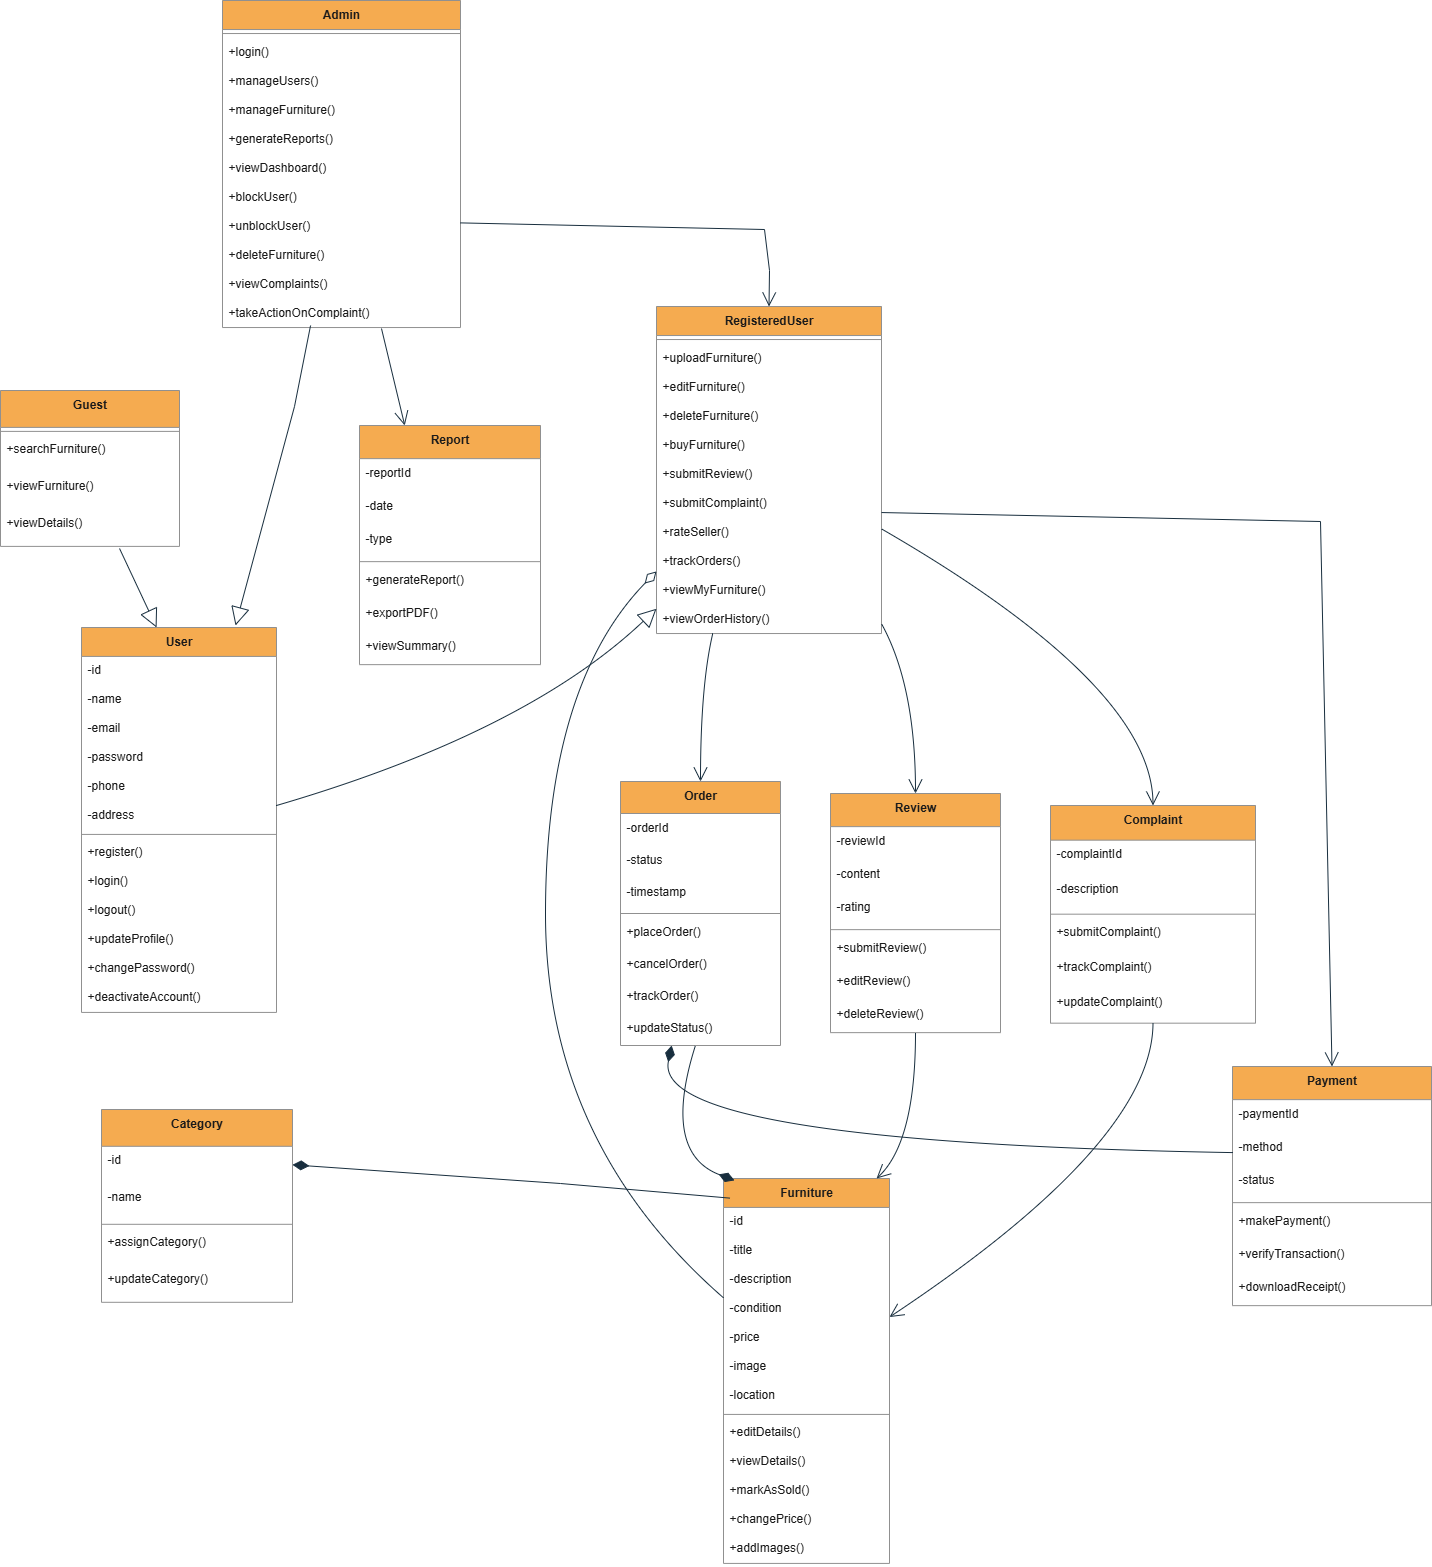 Admin
+login()
+manageUsers()
+manageFurniture()
+generateReports()
+viewDashboard()
+blockUser()
+unblockUser()
+deleteFurniture()
+viewComplaints()
+takeActionOnComplaint()
RegisteredUser
+uploadFurniture()
+editFurniture()
+deleteFurniture()
+buyFurniture()
+submitReview()
+submitComplaint()
+rateSeller()
+trackOrders()
+viewMyFurniture()
+viewOrderHistory()
Guest
+searchFurniture()
+viewFurniture()
+viewDetails()
Report
-reportId
-date
-type
+generateReport()
+exportPDF()
+viewSummary()
User
-id
-name
-email
-password
-phone
-address
+register()
+login()
+logout()
+updateProfile()
+changePassword()
+deactivateAccount()
Order
-orderId
-status
-timestamp
+placeOrder()
+cancelOrder()
+trackOrder()
+updateStatus()
Review
-reviewId
-content
-rating
+submitReview()
+editReview()
+deleteReview()
Complaint
-complaintId
-description
+submitComplaint()
+trackComplaint()
+updateComplaint()
Payment
-paymentId
-method
-status
+makePayment()
+verifyTransaction()
+downloadReceipt()
Category
-id
-name
+assignCategory()
+updateCategory()
Furniture
-id
-title
-description
-condition
-price
-image
-location
+editDetails()
+viewDetails()
+markAsSold()
+changePrice()
+addImages()